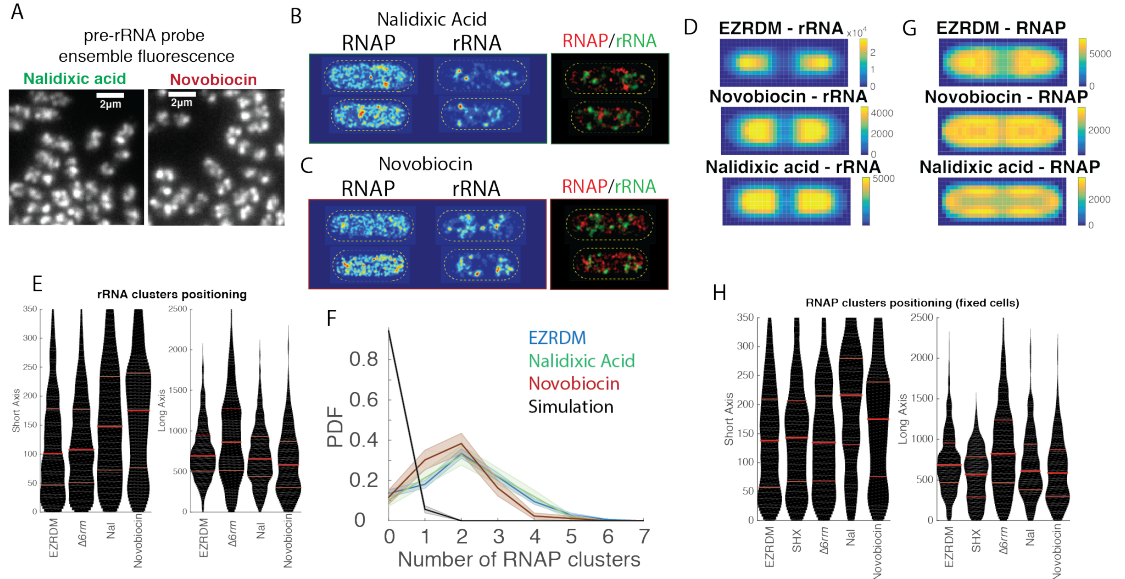 A
pre-rRNA probe
ensemble fluorescence
Nalidixic acid
Novobiocin
2µm
2µm
B
Nalidixic Acid
RNAP
rRNA
RNAP/rRNA
C
Novobiocin
RNAP
rRNA
RNAP/rRNA
D
EZRDM - rRNA
×10⁴
2
1
0
Novobiocin - rRNA
4000
2000
0
Nalidixic acid - rRNA
5000
0
G
EZRDM - RNAP
5000
0
Novobiocin - RNAP
2000
0
Nalidixic acid - RNAP
2000
0
E
rRNA clusters positioning
Short Axis
350
300
250
200
150
100
50
0
EZRDM
Δ6rrn
Nal
Novobiocin
Long Axis
2500
2000
1500
1000
500
0
EZRDM
Δ6rrn
Nal
Novobiocin
F
EZRDM
Nalidixic Acid
Novobiocin
Simulation
PDF
0.8
0.6
0.4
0.2
0
0 1 2 3 4 5 6 7
Number of RNAP clusters
H
RNAP clusters positioning (fixed cells)
Short Axis
350
300
250
200
150
100
50
0
EZRDM
SHX
Δ6rrn
Nal
Novobiocin
Long Axis
2500
2000
1500
1000
500
0
EZRDM
SHX
Δ6rrn
Nal
Novobiocin